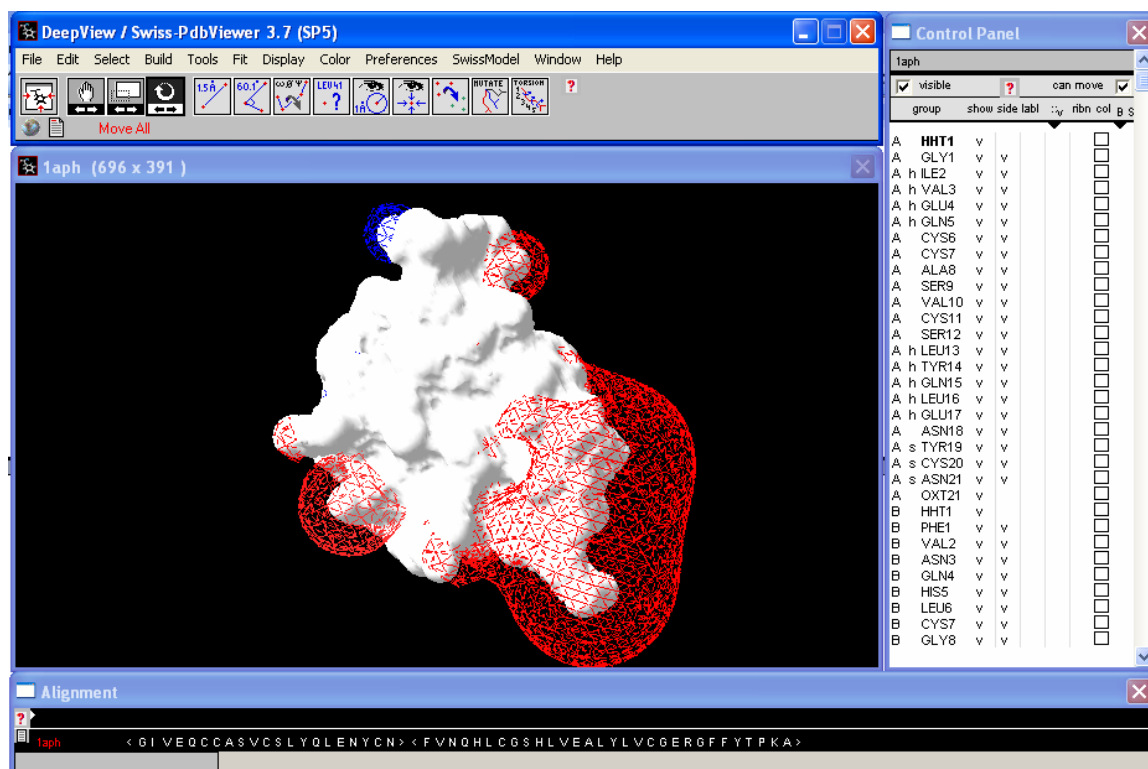 DeepView / Swiss-PdbViewer 3.7 (SP5)
File Edit Select Build Tools Fit Display Color Preferences SwissModel Window Help
1.5Å 60.1° ω φ Ψ LEU41 ? 1Å MUTATE TORSION ?
Move All
1aph (696 x 391 )
Control Panel
1aph
visible ? can move
group show side labl ::v ribn col B S
A HHT1 v
A GLY1 v v
A h ILE2 v v
A h VAL3 v v
A h GLU4 v v
A h GLN5 v v
A CYS6 v v
A CYS7 v v
A ALA8 v v
A SER9 v v
A VAL10 v v
A CYS11 v v
A SER12 v v
A h LEU13 v v
A h TYR14 v v
A h GLN15 v v
A h LEU16 v v
A h GLU17 v v
A ASN18 v v
A s TYR19 v v
A s CYS20 v v
A s ASN21 v v
A OXT21 v
B HHT1 v
B PHE1 v v
B VAL2 v v
B ASN3 v v
B GLN4 v v
B HIS5 v v
B LEU6 v v
B CYS7 v v
B GLY8 v v
Alignment
?
1aph < G I V E Q C C A S V C S L Y Q L E N Y C N > < F V N Q H L C G S H L V E A L Y L V C G E R G F F Y T P K A >